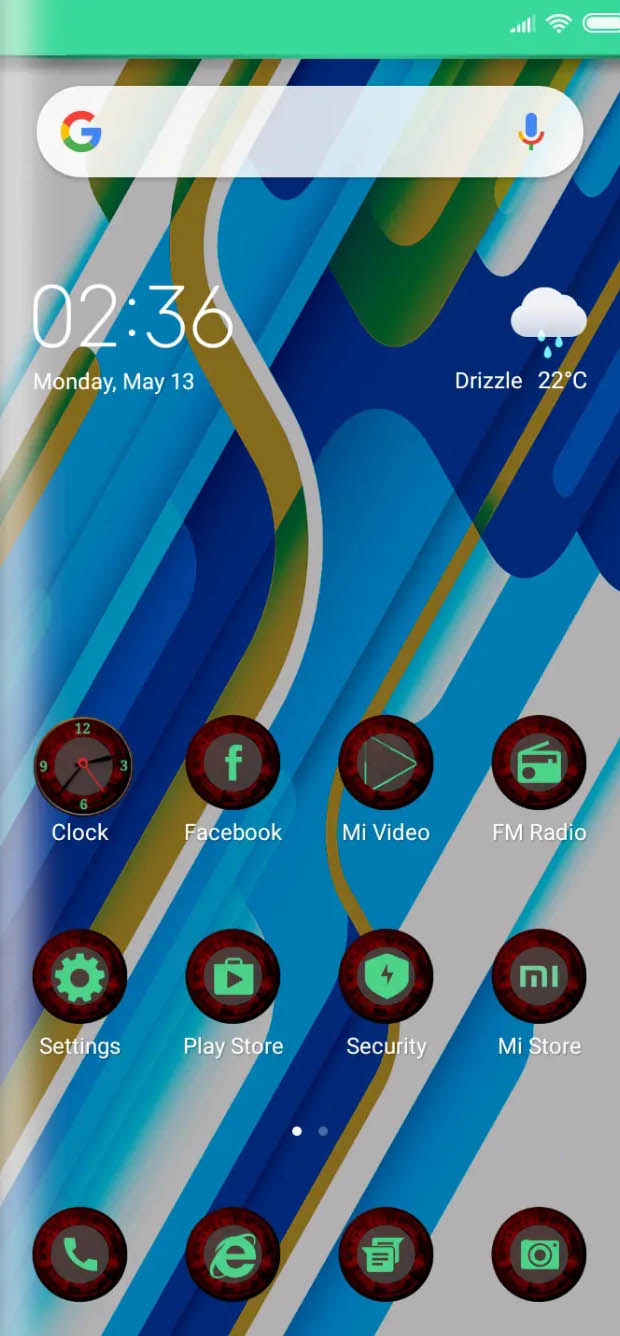 G
02:36
Monday, May 13
Drizzle 22°C
12
9 3
6
f
Clock Facebook Mi Video FM Radio
mi
Settings Play Store Security Mi Store
e